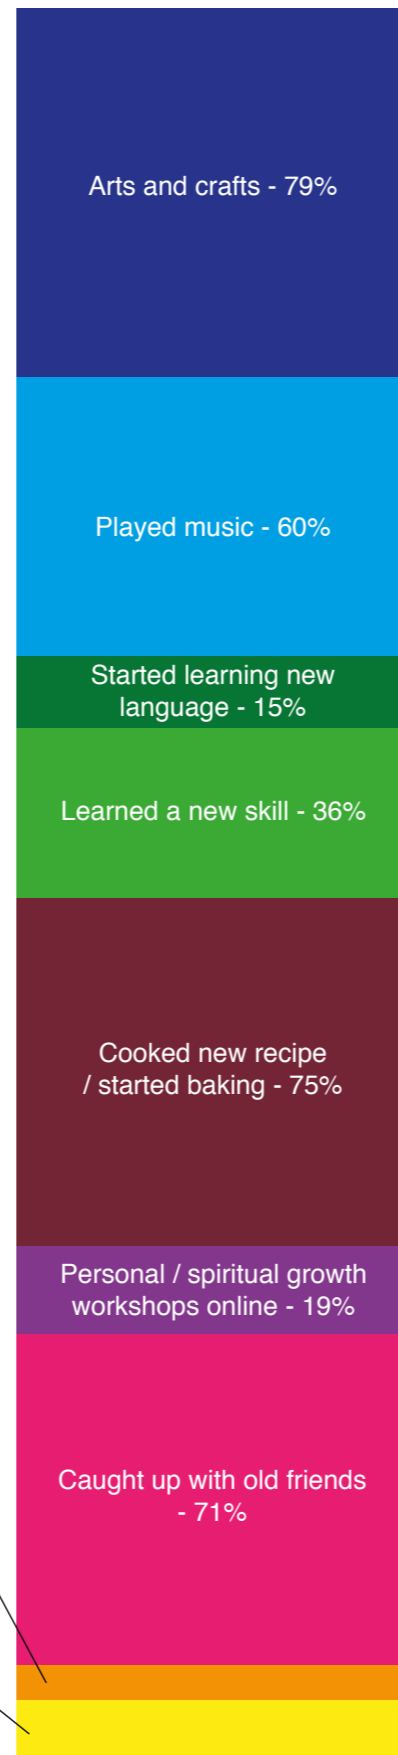 Arts and crafts - 79%
Played music - 60%
Started learning new
language - 15%
Learned a new skill - 36%
Cooked new recipe
/ started baking - 75%
Personal / spiritual growth
workshops online - 19%
Caught up with old friends
- 71%